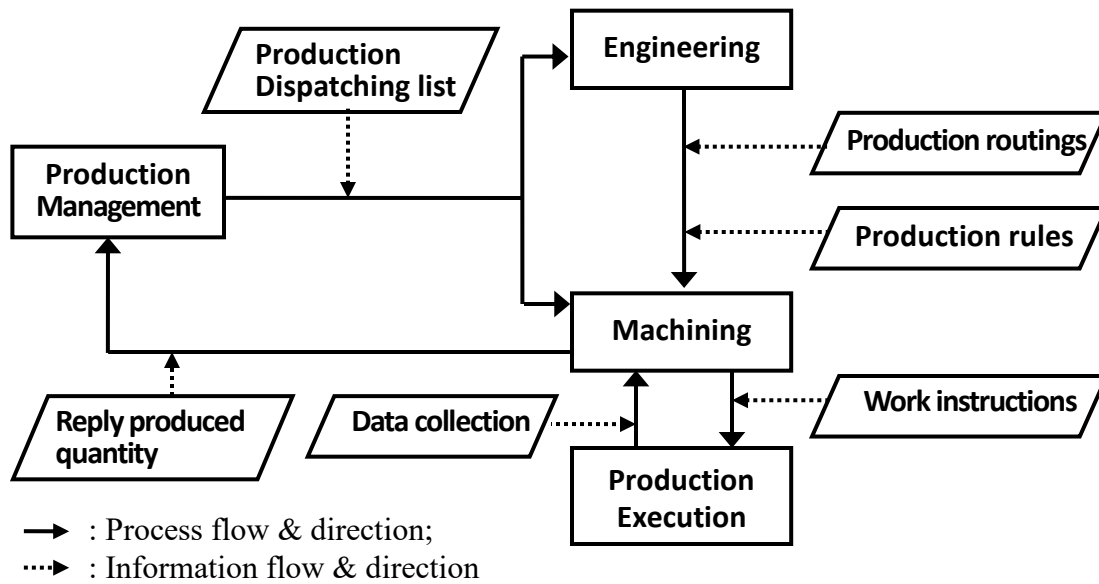 Production
Dispatching list
Engineering
Production routings
Production
Management
Production rules
Machining
Reply produced
quantity
Data collection
Work instructions
Production
Execution
: Process flow & direction;
: Information flow & direction